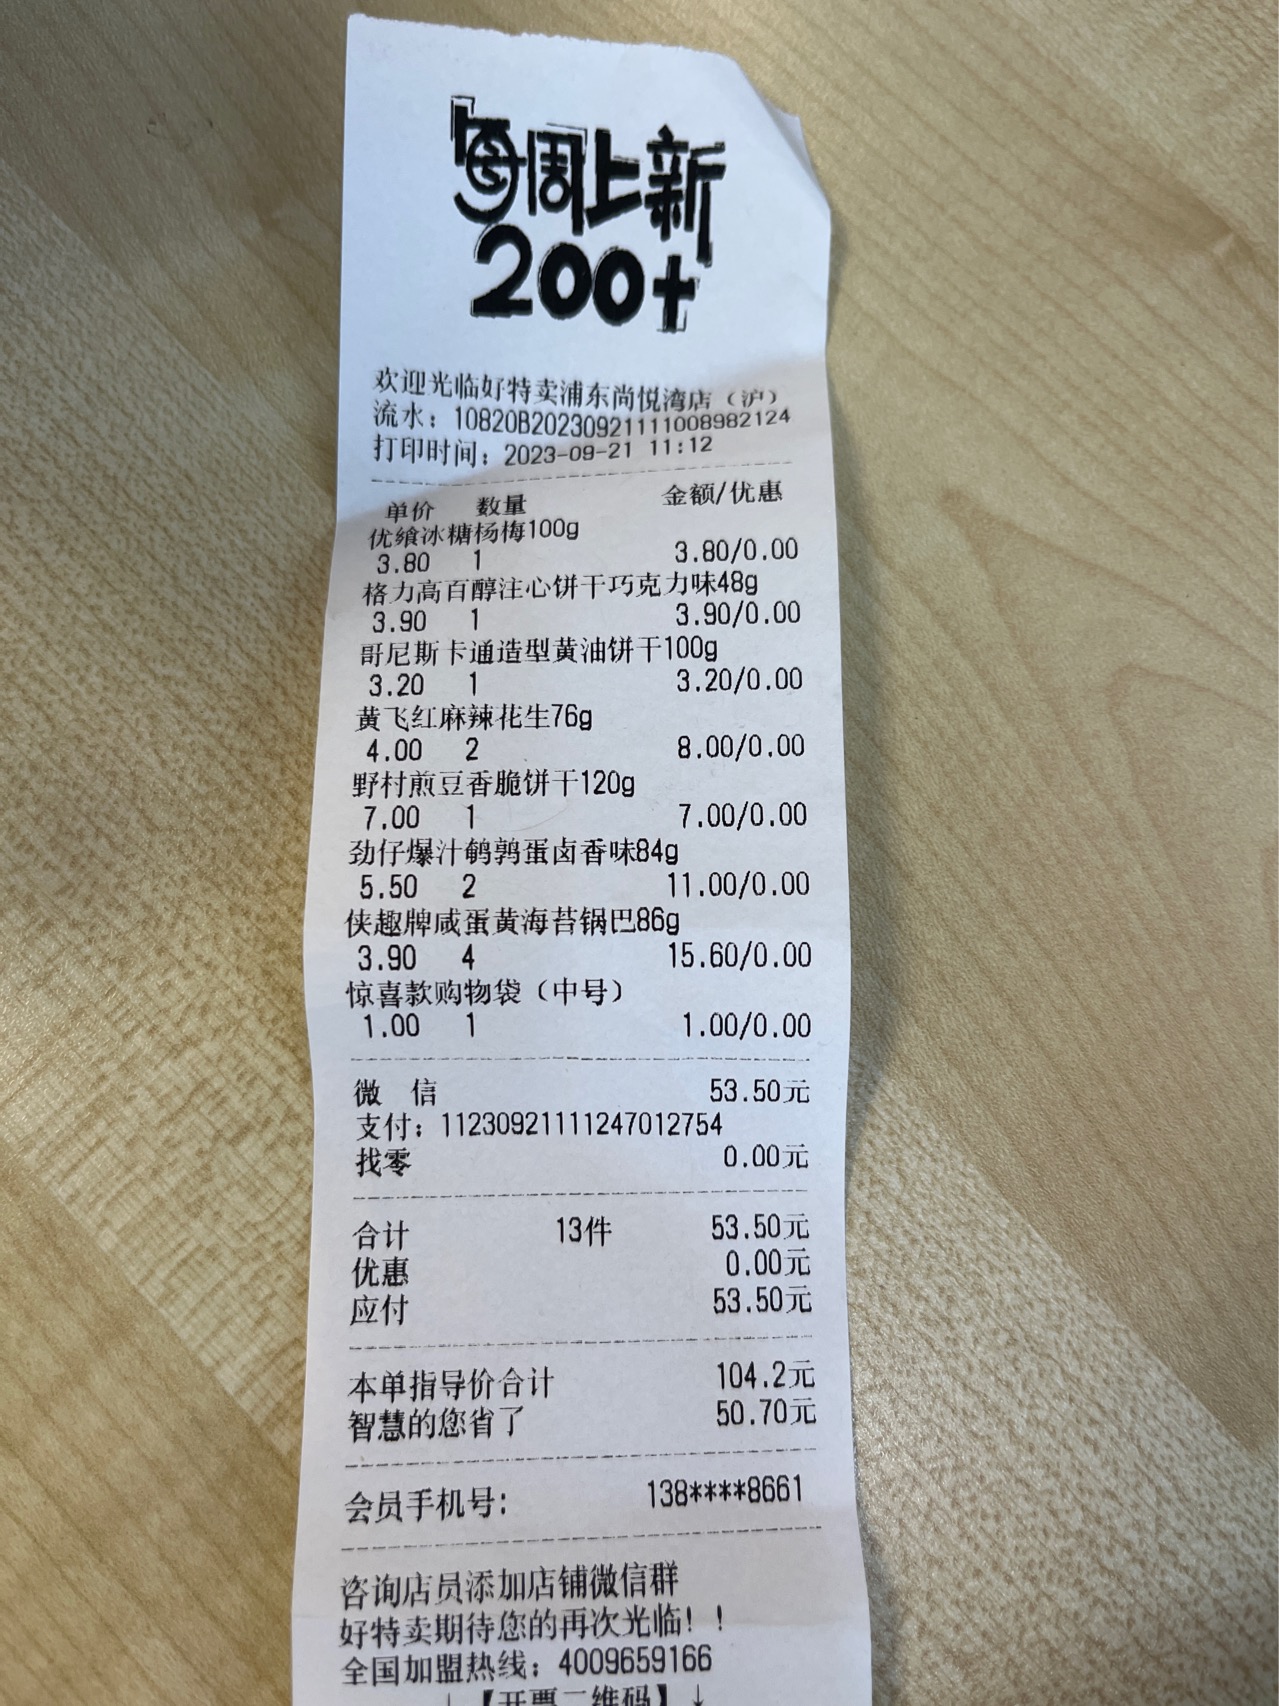 「每周上新
200+」
欢迎光临好特卖浦东尚悦湾店（沪）
流水：10820B2023092111110089​82124
打印时间：2023-09-21 11:12
单价 数量 金额/优惠
优飨冰糖杨梅100g
3.80 1 3.80/0.00
格力高百醇注心饼干巧克力味48g
3.90 1 3.90/0.00
哥尼斯卡通造型黄油饼干100g
3.20 1 3.20/0.00
黄飞红麻辣花生76g
4.00 2 8.00/0.00
野村煎豆香脆饼干120g
7.00 1 7.00/0.00
劲仔爆汁鹌鹑蛋卤香味84g
5.50 2 11.00/0.00
侠趣牌咸蛋黄海苔锅巴86g
3.90 4 15.60/0.00
惊喜款购物袋（中号）
1.00 1 1.00/0.00
微 信 53.50元
支付：11230921111247012754
找零 0.00元
合计 13件 53.50元
优惠 0.00元
应付 53.50元
本单指导价合计 104.2元
智慧的您省了 50.70元
会员手机号： 138****8661
咨询店员添加店铺微信群
好特卖期待您的再次光临！！
全国加盟热线：4009659166
↓【开票二维码】↓